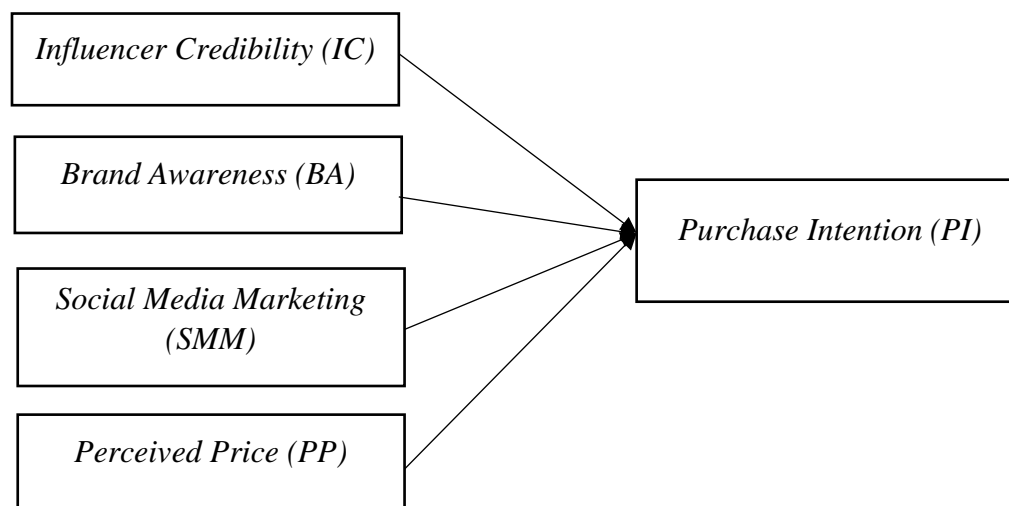 Influencer Credibility (IC)
Brand Awareness (BA)
Social Media Marketing
(SMM)
Perceived Price (PP)
Purchase Intention (PI)